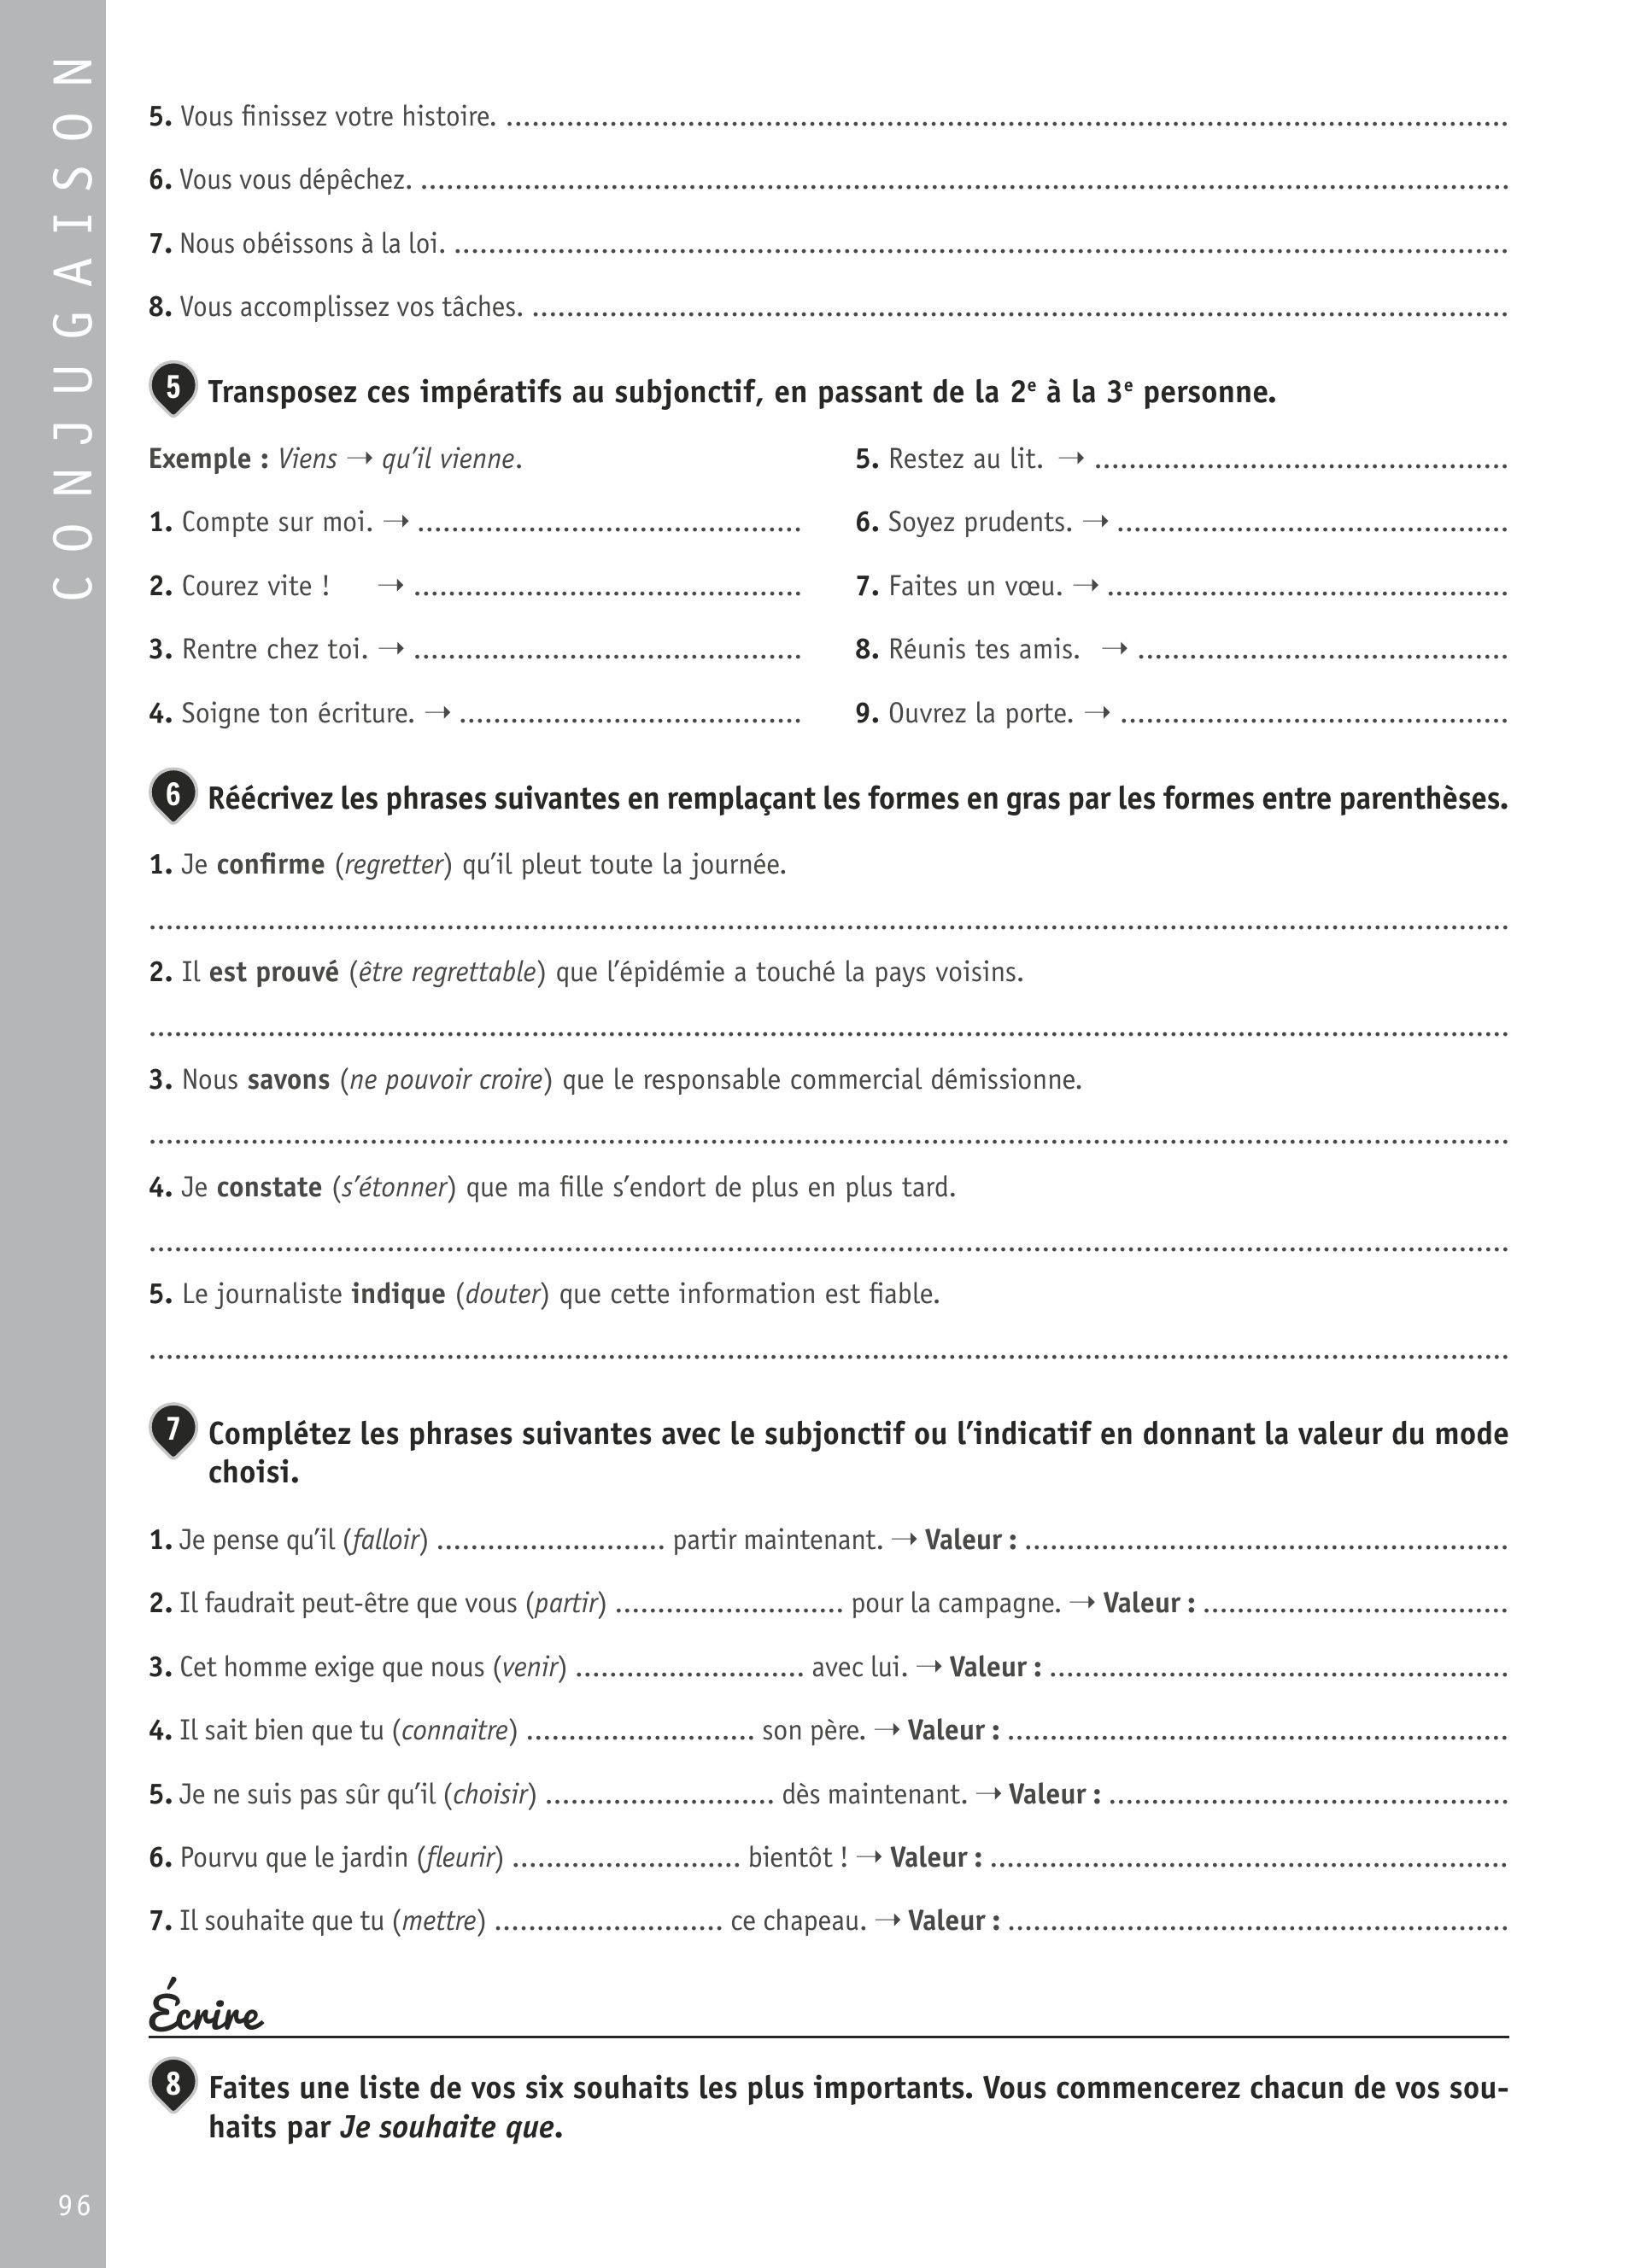 CONJUGAISON
5. Vous finissez votre histoire. ........................................
6. Vous vous dépêchez. ........................................
7. Nous obéissons à la loi. ........................................
8. Vous accomplissez vos tâches. ........................................
5 Transposez ces impératifs au subjonctif, en passant de la 2e à la 3e personne.
Exemple : Viens → qu’il vienne.
1. Compte sur moi. → ....................
2. Courez vite ! → ....................
3. Rentre chez toi. → ....................
4. Soigne ton écriture. → ....................
5. Restez au lit. → ....................
6. Soyez prudents. → ....................
7. Faites un vœu. → ....................
8. Réunis tes amis. → ....................
9. Ouvrez la porte. → ....................
6 Réécrivez les phrases suivantes en remplaçant les formes en gras par les formes entre parenthèses.
1. Je confirme (regretter) qu’il pleut toute la journée.
........................................
2. Il est prouvé (être regrettable) que l’épidémie a touché la pays voisins.
........................................
3. Nous savons (ne pouvoir croire) que le responsable commercial démissionne.
........................................
4. Je constate (s’étonner) que ma fille s’endort de plus en plus tard.
........................................
5. Le journaliste indique (douter) que cette information est fiable.
........................................
7 Complétez les phrases suivantes avec le subjonctif ou l’indicatif en donnant la valeur du mode
choisi.
1. Je pense qu’il (falloir) .................... partir maintenant. → Valeur : ....................
2. Il faudrait peut-être que vous (partir) .................... pour la campagne. → Valeur : ....................
3. Cet homme exige que nous (venir) .................... avec lui. → Valeur : ....................
4. Il sait bien que tu (connaitre) .................... son père. → Valeur : ....................
5. Je ne suis pas sûr qu’il (choisir) .................... dès maintenant. → Valeur : ....................
6. Pourvu que le jardin (fleurir) .................... bientôt ! → Valeur : ....................
7. Il souhaite que tu (mettre) .................... ce chapeau. → Valeur : ....................
Écrire
8 Faites une liste de vos six souhaits les plus importants. Vous commencerez chacun de vos sou-
haits par Je souhaite que.
96